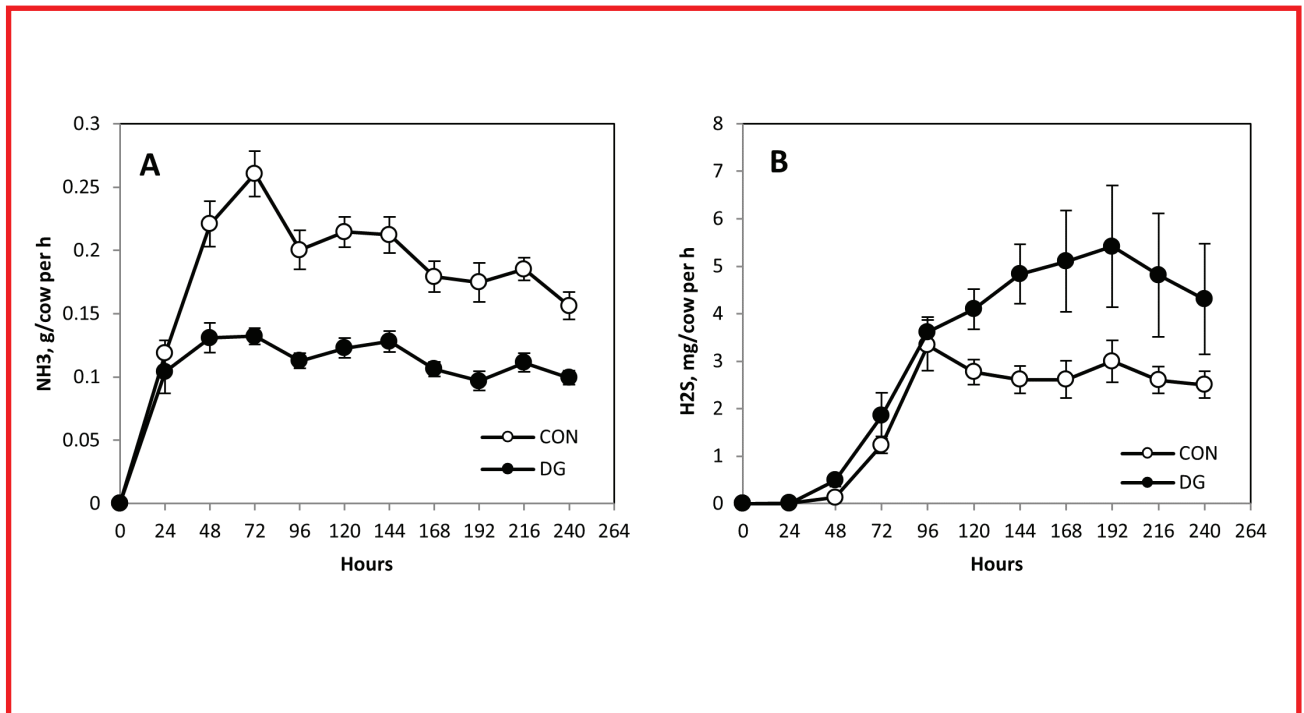 A
NH3, g/cow per h
0.3
0.25
0.2
0.15
0.1
0.05
0
0 24 48 72 96 120 144 168 192 216 240 264
Hours
CON
DG
B
H2S, mg/cow per h
8
7
6
5
4
3
2
1
0
0 24 48 72 96 120 144 168 192 216 240 264
Hours
CON
DG